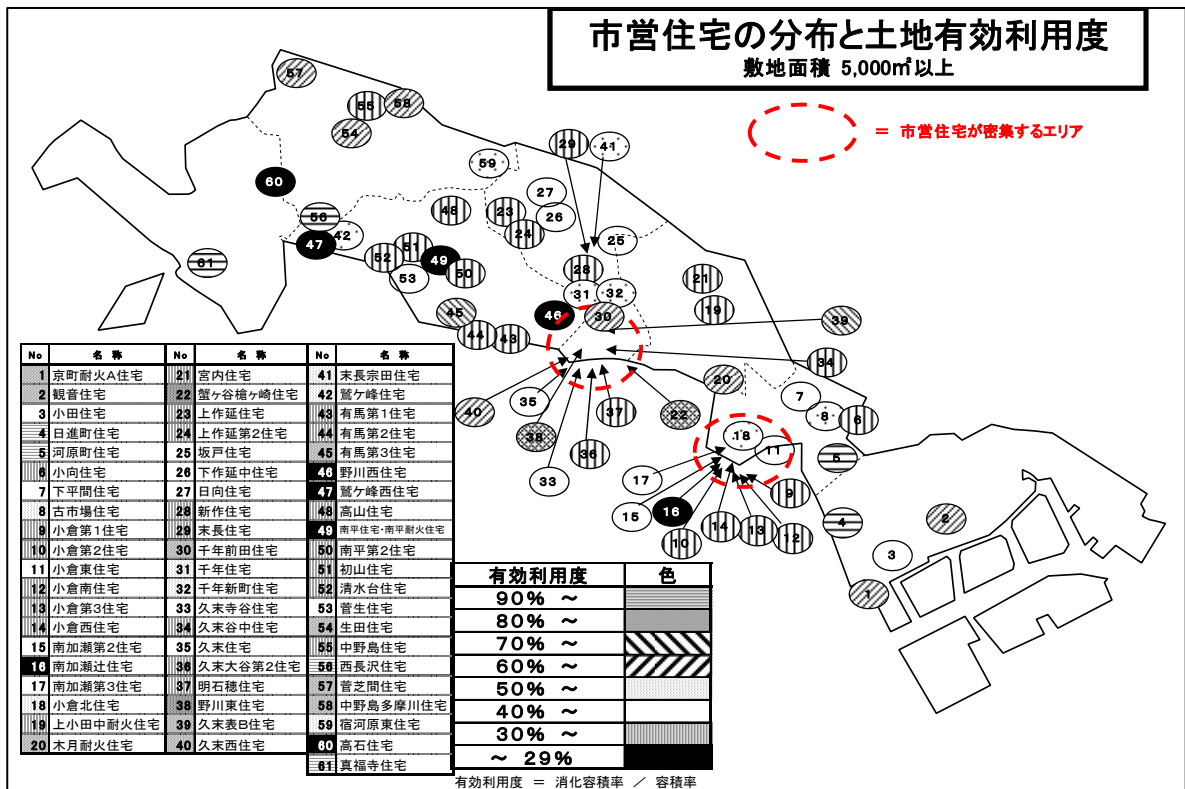 市営住宅の分布と土地有効利用度
敷地面積 5,000㎡以上
= 市営住宅が密集するエリア
57
55
58
54
29
41
59
60
27
48
23
26
56
42
24
25
47
51
52
49
28
53
50
21
31
32
19
45
46
30
39
44
43
34
20
7
40
35
37
22
8
6
38
18
36
11
5
33
17
9
15
16
14
13
12
10
4
2
3
1
61
No 名 称 No 名 称 No 名 称
1 京町耐火A住宅 21 宮内住宅 41 末長宗田住宅
2 観音住宅 22 蟹ヶ谷槍ヶ崎住宅 42 鷲ケ峰住宅
3 小田住宅 23 上作延住宅 43 有馬第1住宅
4 日進町住宅 24 上作延第2住宅 44 有馬第2住宅
5 河原町住宅 25 坂戸住宅 45 有馬第3住宅
6 小向住宅 26 下作延中住宅 46 野川西住宅
7 下平間住宅 27 日向住宅 47 鷲ケ峰西住宅
8 古市場住宅 28 新作住宅 48 高山住宅
9 小倉第1住宅 29 末長住宅 49 南平住宅・南平耐火住宅
10 小倉第2住宅 30 千年前田住宅 50 南平第2住宅
11 小倉東住宅 31 千年住宅 51 初山住宅
12 小倉南住宅 32 千年新町住宅 52 清水台住宅
13 小倉第3住宅 33 久末寺谷住宅 53 菅生住宅
14 小倉西住宅 34 久末谷中住宅 54 生田住宅
15 南加瀬第2住宅 35 久末住宅 55 中野島住宅
16 南加瀬辻住宅 36 久末大谷第2住宅 56 西長沢住宅
17 南加瀬第3住宅 37 明石穂住宅 57 菅芝間住宅
18 小倉北住宅 38 野川東住宅 58 中野島多摩川住宅
19 上小田中耐火住宅 39 久末表B住宅 59 宿河原東住宅
20 木月耐火住宅 40 久末西住宅 60 高石住宅
61 真福寺住宅
有効利用度 色
90% ～
80% ～
70% ～
60% ～
50% ～
40% ～
30% ～
～ 29%
有効利用度 = 消化容積率 / 容積率